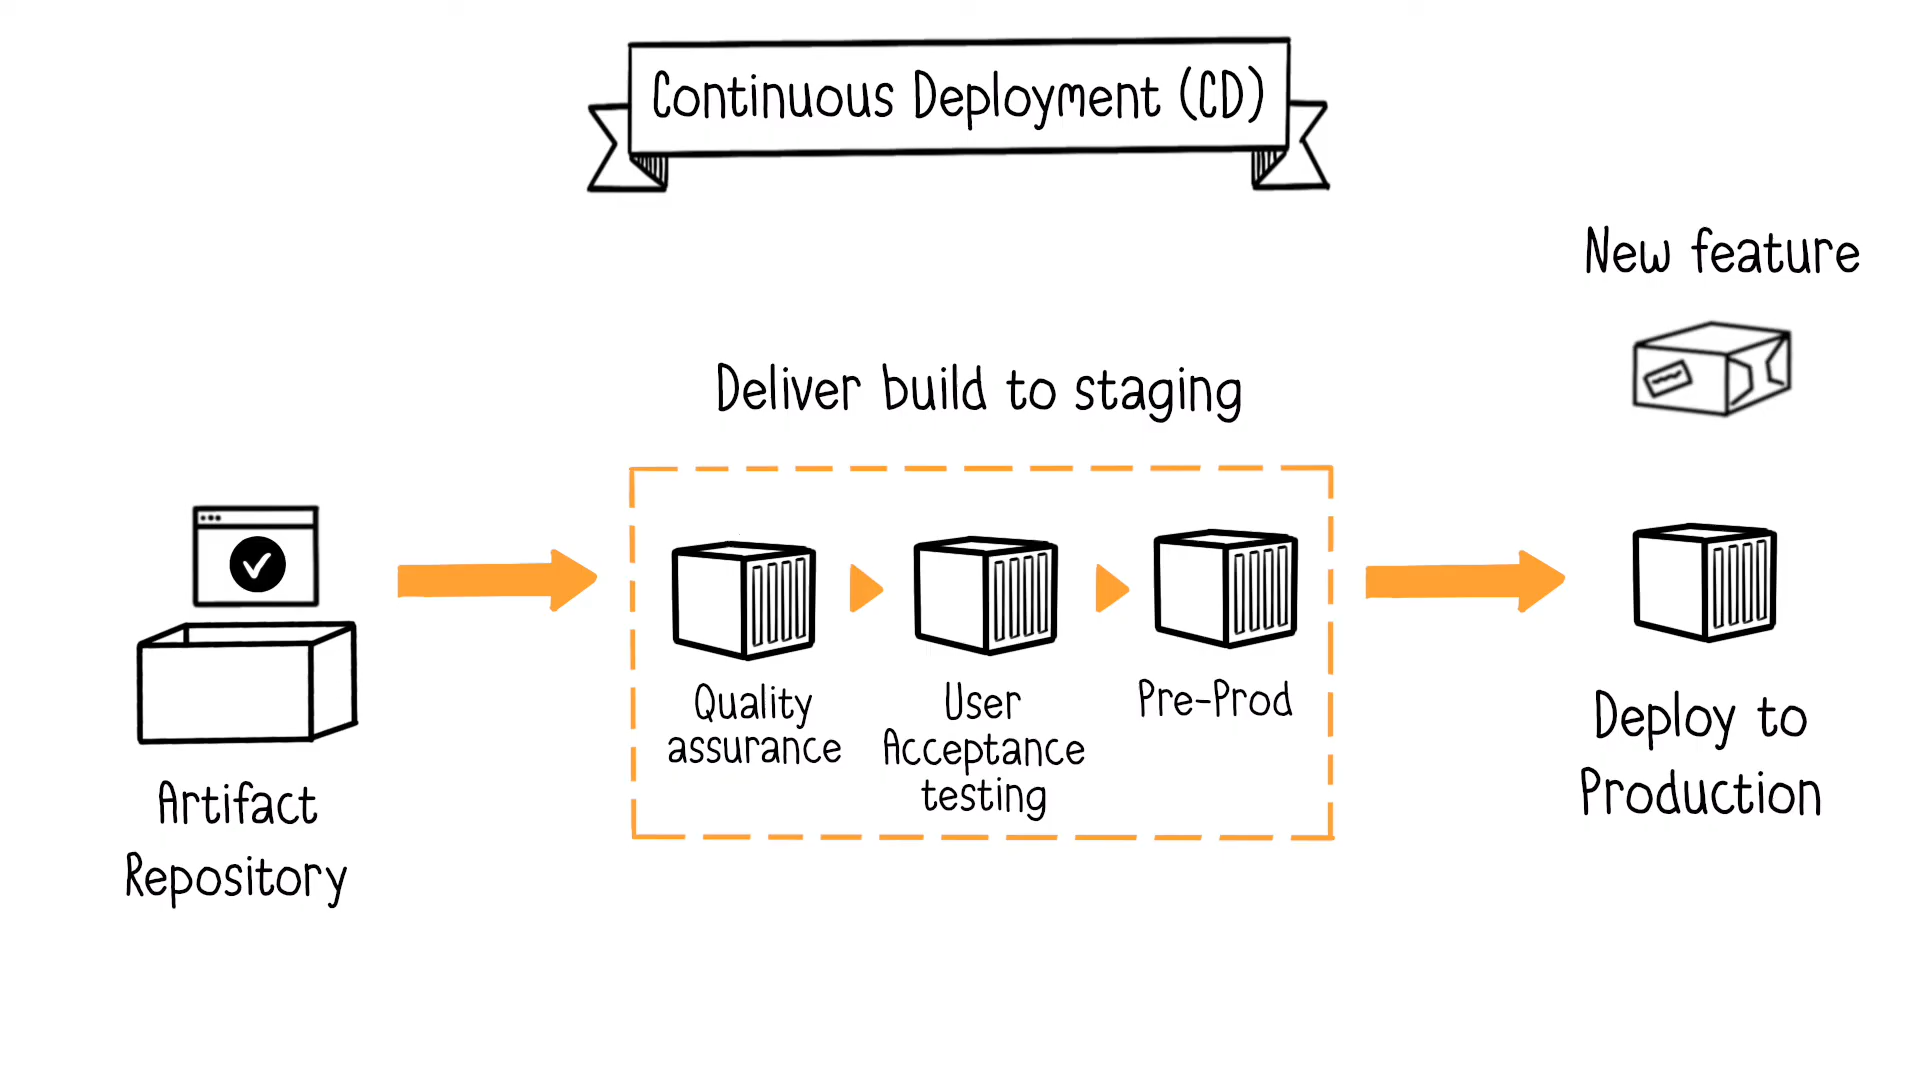 Continuous Deployment (CD)
New feature
Deliver build to staging
Quality
assurance
User
Acceptance
testing
Pre-Prod
Artifact
Repository
Deploy to
Production